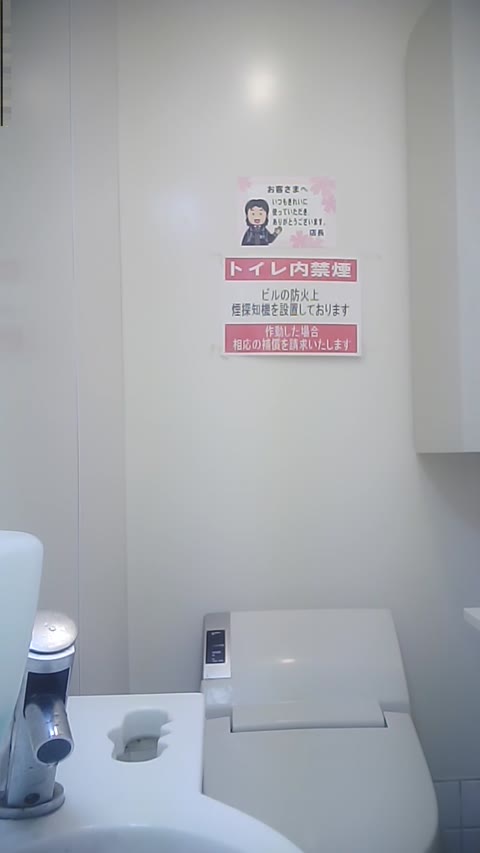 お客さまへ
いつもきれいに
使っていただき、
ありがとうございます。
店長
トイレ内禁煙
ビルの防火上
煙探知機を設置しております
作動した場合
相応の補償を請求いたします